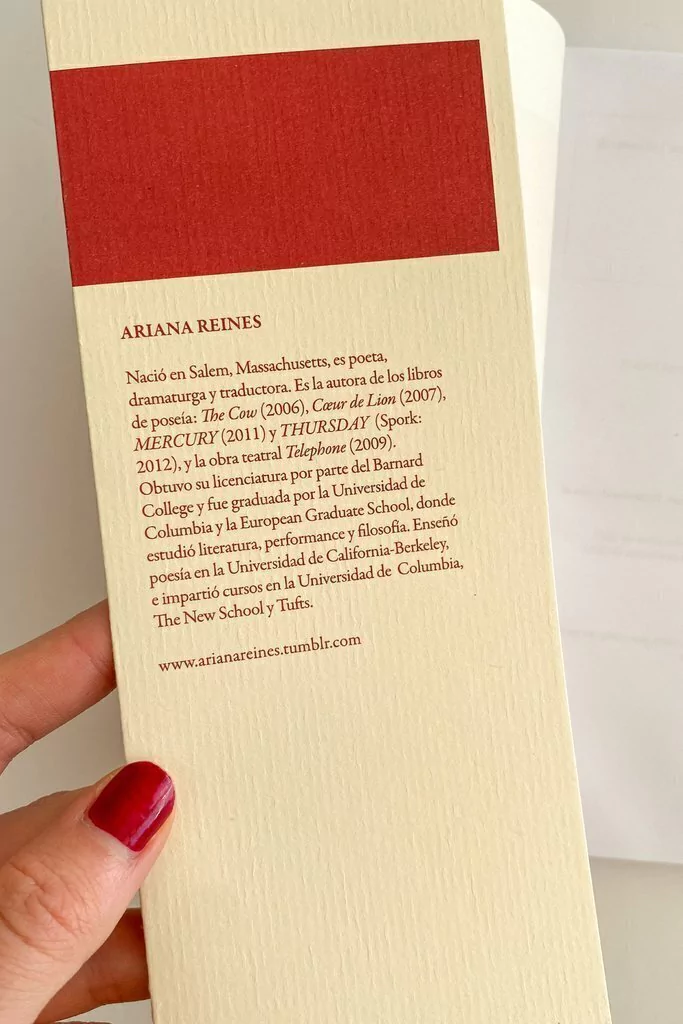 ARIANA REINES
Nació en Salem, Massachusetts, es poeta,
dramaturga y traductora. Es la autora de los libros
de poseía: The Cow (2006), Cœur de Lion (2007),
MERCURY (2011) y THURSDAY (Spork:
2012), y la obra teatral Telephone (2009).
Obtuvo su licenciatura por parte del Barnard
College y fue graduada por la Universidad de
Columbia y la European Graduate School, donde
estudió literatura, performance y filosofía. Enseñó
poesía en la Universidad de California-Berkeley,
e impartió cursos en la Universidad de Columbia,
The New School y Tufts.
www.arianareines.tumblr.com